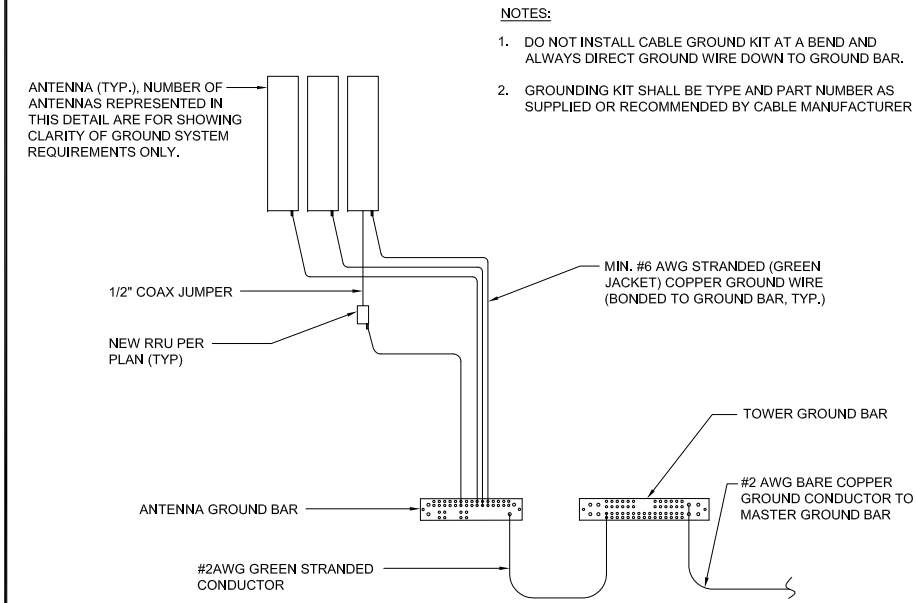 NOTES:
1. DO NOT INSTALL CABLE GROUND KIT AT A BEND AND
ALWAYS DIRECT GROUND WIRE DOWN TO GROUND BAR.
2. GROUNDING KIT SHALL BE TYPE AND PART NUMBER AS
SUPPLIED OR RECOMMENDED BY CABLE MANUFACTURER
ANTENNA (TYP.), NUMBER OF
ANTENNAS REPRESENTED IN
THIS DETAIL ARE FOR SHOWING
CLARITY OF GROUND SYSTEM
REQUIREMENTS ONLY.
1/2" COAX JUMPER
NEW RRU PER
PLAN (TYP)
MIN. #6 AWG STRANDED (GREEN
JACKET) COPPER GROUND WIRE
(BONDED TO GROUND BAR, TYP.)
TOWER GROUND BAR
#2 AWG BARE COPPER
GROUND CONDUCTOR TO
MASTER GROUND BAR
ANTENNA GROUND BAR
#2AWG GREEN STRANDED
CONDUCTOR